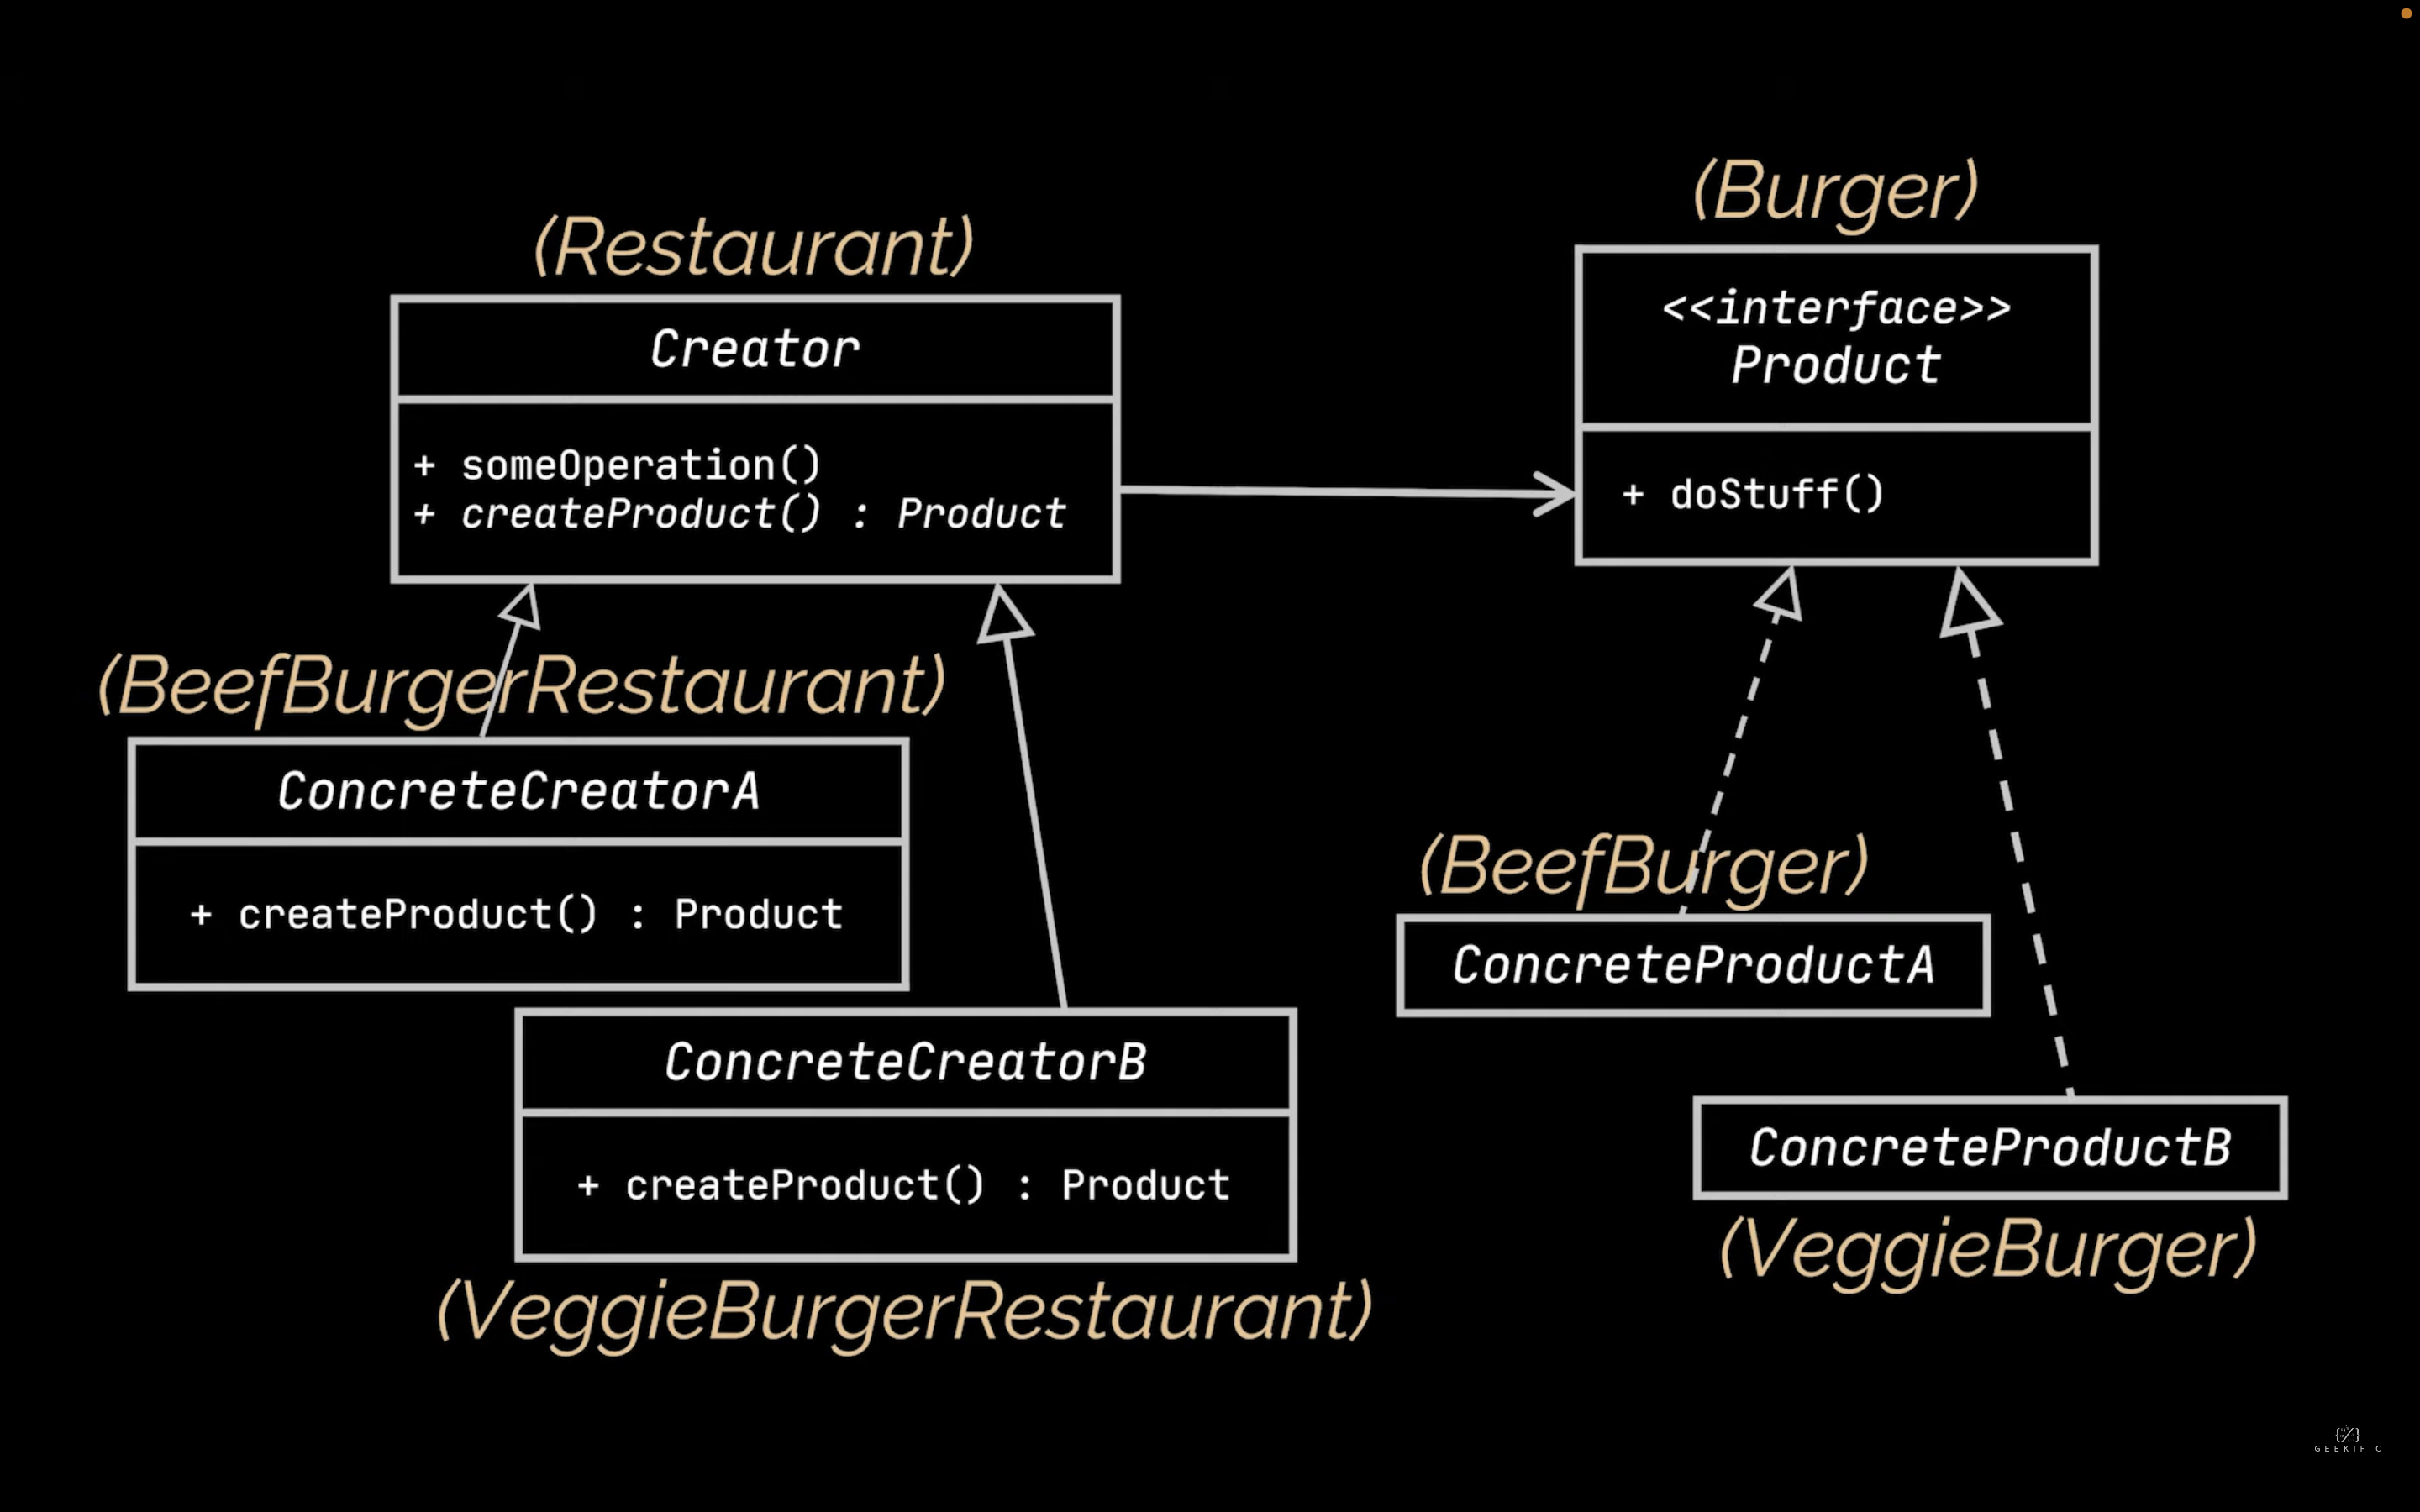 (Restaurant)
Creator
+ someOperation()
+ createProduct() : Product
(Burger)
<<interface>>
Product
+ doStuff()
(BeefBurgerRestaurant)
ConcreteCreatorA
+ createProduct() : Product
ConcreteCreatorB
+ createProduct() : Product
(VeggieBurgerRestaurant)
(BeefBurger)
ConcreteProductA
ConcreteProductB
(VeggieBurger)
GEEKIFIC